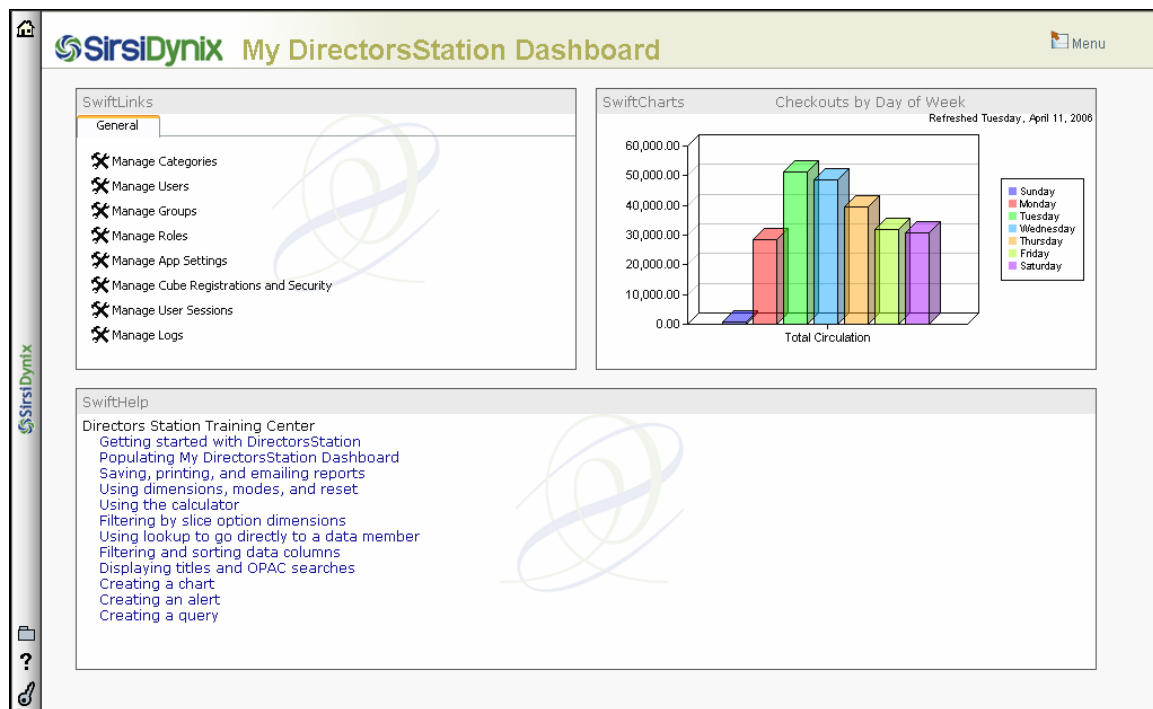 SirsiDynix My DirectorsStation Dashboard
Menu
SwiftLinks
General
Manage Categories
Manage Users
Manage Groups
Manage Roles
Manage App Settings
Manage Cube Registrations and Security
Manage User Sessions
Manage Logs
SwiftCharts Checkouts by Day of Week
Refreshed Tuesday, April 11, 2006
60,000.00
50,000.00
40,000.00
30,000.00
20,000.00
10,000.00
0.00
Total Circulation
Sunday
Monday
Tuesday
Wednesday
Thursday
Friday
Saturday
SirsiDynix
SwiftHelp
Directors Station Training Center
Getting started with DirectorsStation
Populating My DirectorsStation Dashboard
Saving, printing, and emailing reports
Using dimensions, modes, and reset
Using the calculator
Filtering by slice option dimensions
Using lookup to go directly to a data member
Filtering and sorting data columns
Displaying titles and OPAC searches
Creating a chart
Creating an alert
Creating a query
?